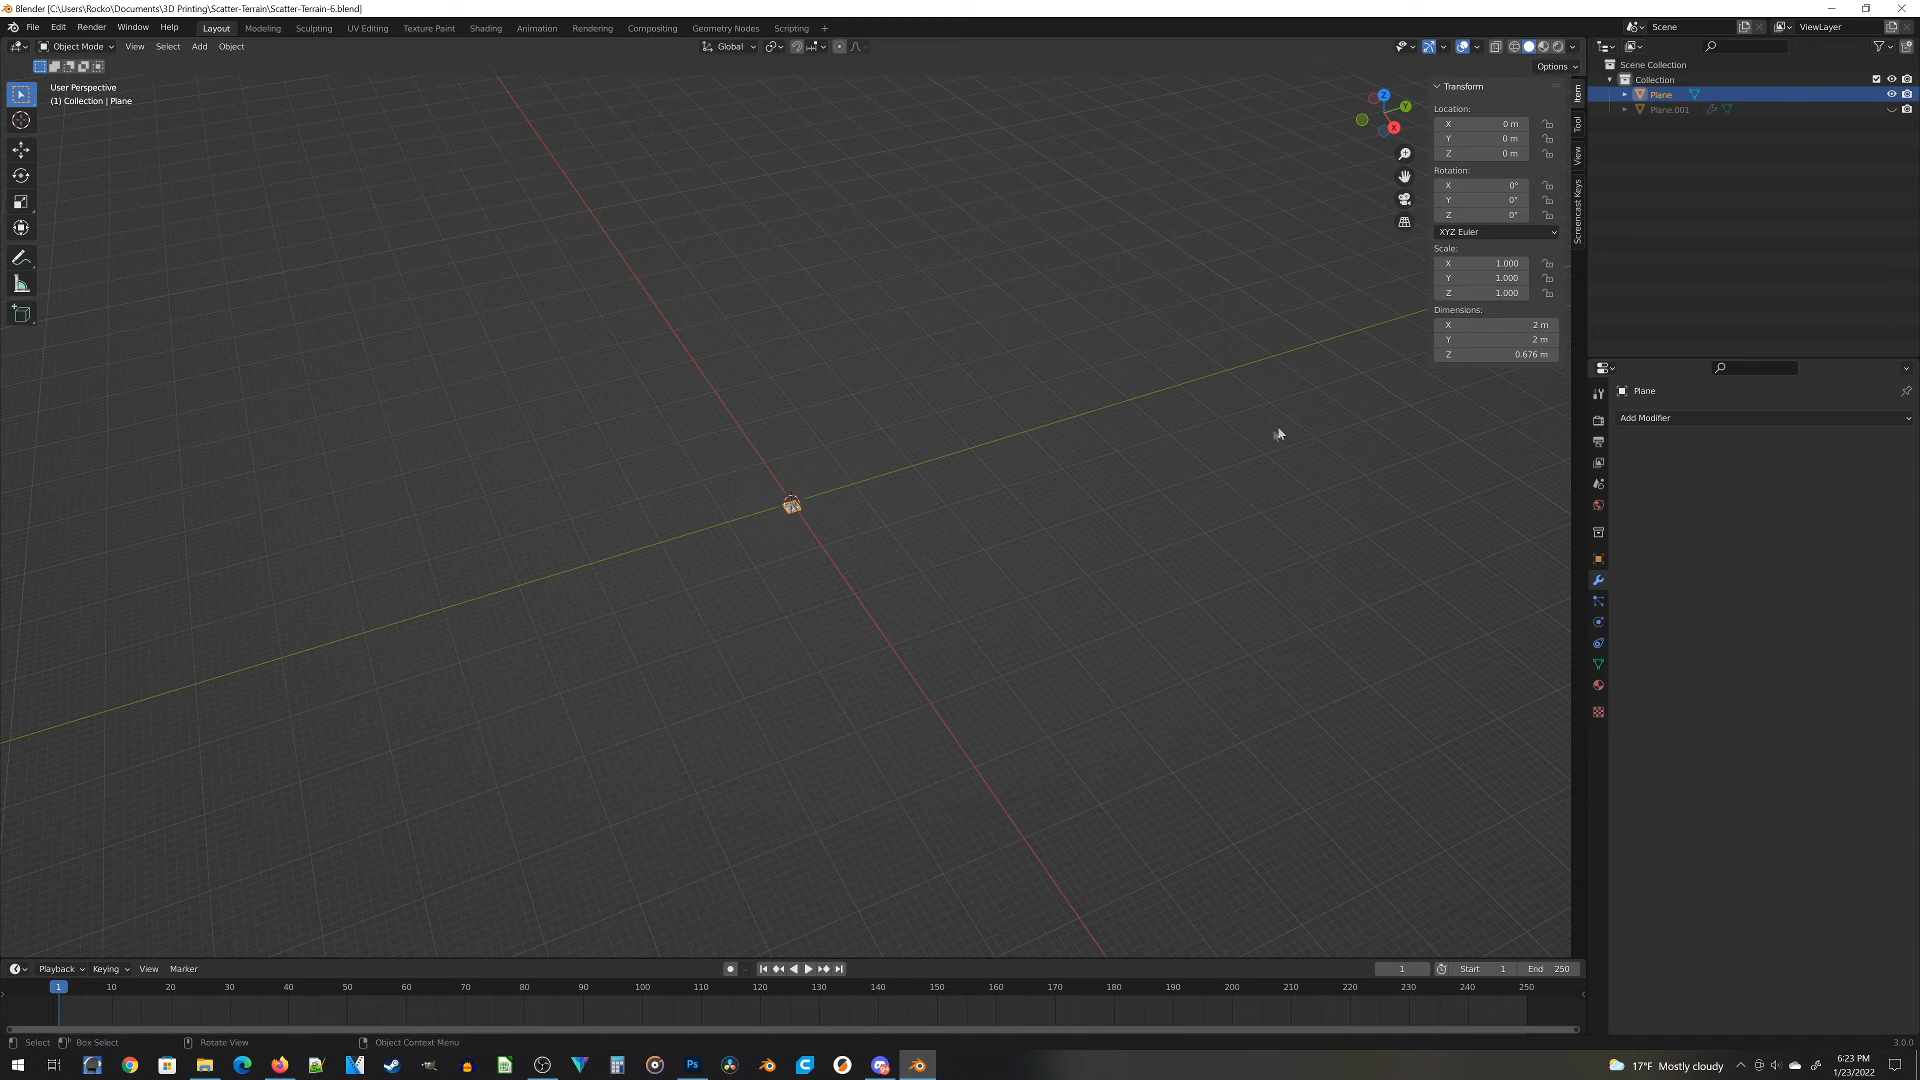 Blender [C:\Users\Rocko\Documents\3D Printing\Scatter-Terrain\Scatter-Terrain-6.blend]
File Edit Render Window Help Layout Modeling Sculpting UV Editing Texture Paint Shading Animation Rendering Compositing Geometry Nodes Scripting + Scene ViewLayer
Object Mode View Select Add Object Global
Options
User Perspective
(1) Collection | Plane
Transform
Location:
X 0 m
Y 0 m
Z 0 m
Rotation:
X 0°
Y 0°
Z 0°
XYZ Euler
Scale:
X 1.000
Y 1.000
Z 1.000
Dimensions:
X 2 m
Y 2 m
Z 0.676 m
Item
Tool
View
Screencast Keys
Z
Y
X
Scene Collection
Collection
Plane
Plane.001
Plane
Add Modifier
Playback Keying View Marker 1 Start 1 End 250
1 10 20 30 40 50 60 70 80 90 100 110 120 130 140 150 160 170 180 190 200 210 220 230 240 250
Select Box Select Rotate View Object Context Menu 3.0.0
Ps
17°F Mostly cloudy
6:23 PM
1/23/2022